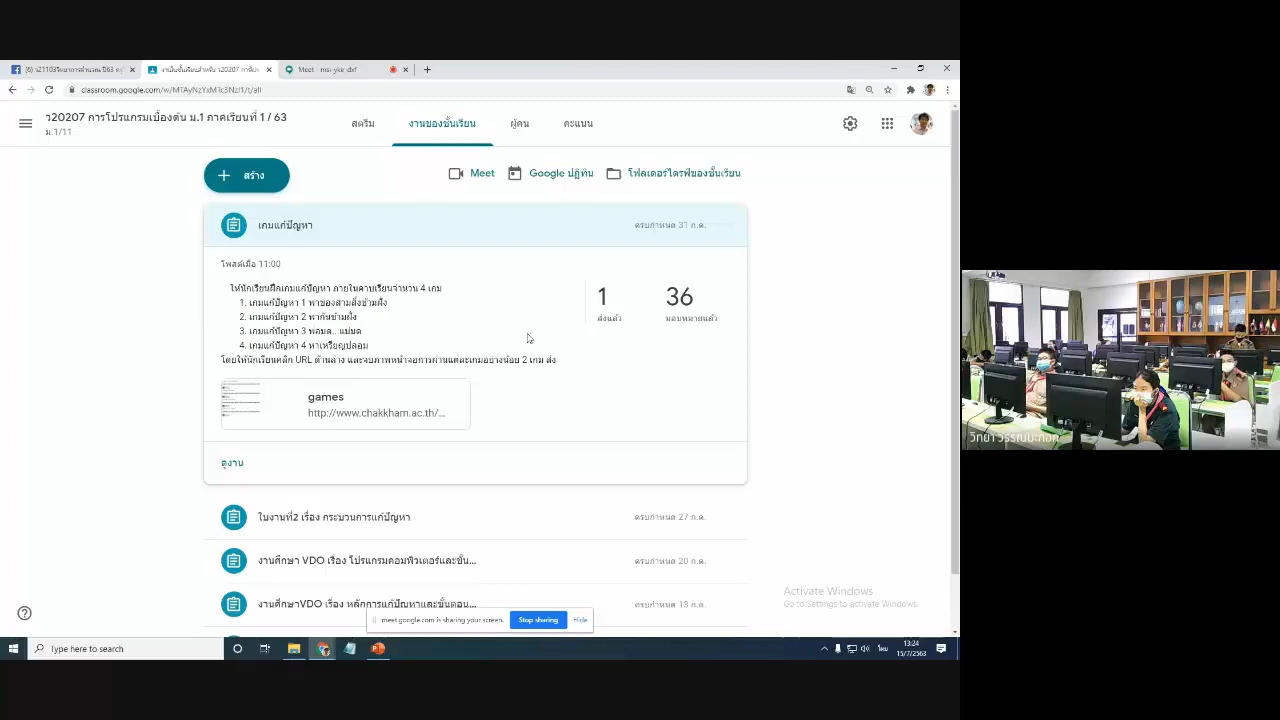 classroom.google.com/w/MTAyNzYxMTc3NzI1/t/all
ว20207 การโปรแกรมเบื้องต้น ม.1 ภาคเรียนที่ 1 / 63
ม.1/11
สตรีม
งานของชั้นเรียน
ผู้คน
คะแนน
สร้าง
Meet
Google ปฏิทิน
โฟลเดอร์ไดรฟ์ของชั้นเรียน
เกมแก้ปัญหา
ครบกำหนด 31 ก.ค.
โพสต์เมื่อ 11:00
ให้นักเรียนฝึกเกมแก้ปัญหา ภายในคาบเรียนจำนวน 4 เกม
1. เกมแก้ปัญหา 1 พาของสามสิ่งข้ามฝั่ง
2. เกมแก้ปัญหา 2 พากันข้ามฝั่ง
3. เกมแก้ปัญหา 3 พ่อมด... แม่มด
4. เกมแก้ปัญหา 4 หาเหรียญปลอม
โดยให้นักเรียนคลิก URL ด้านล่าง และจับภาพหน้าจอการผ่านแต่ละเกมอย่างน้อย 2 เกม ส่ง
1
ส่งแล้ว
36
มอบหมายแล้ว
games
http://www.chakkham.ac.th/...
ดูงาน
ใบงานที่2 เรื่อง กระบวนการแก้ปัญหา
ครบกำหนด 27 ก.ค.
งานศึกษา VDO เรื่อง โปรแกรมคอมพิวเตอร์และขั้น...
ครบกำหนด 20 ก.ค.
งานศึกษาVDO เรื่อง หลักการแก้ปัญหาและขั้นตอน...
ครบกำหนด 13 ก.ค.
Activate Windows
Go to Settings to activate Windows.
meet.google.com is sharing your screen.
Stop sharing
Hide
Type here to search
13:24
15/7/2563
วิทยา วรรณมะกอก